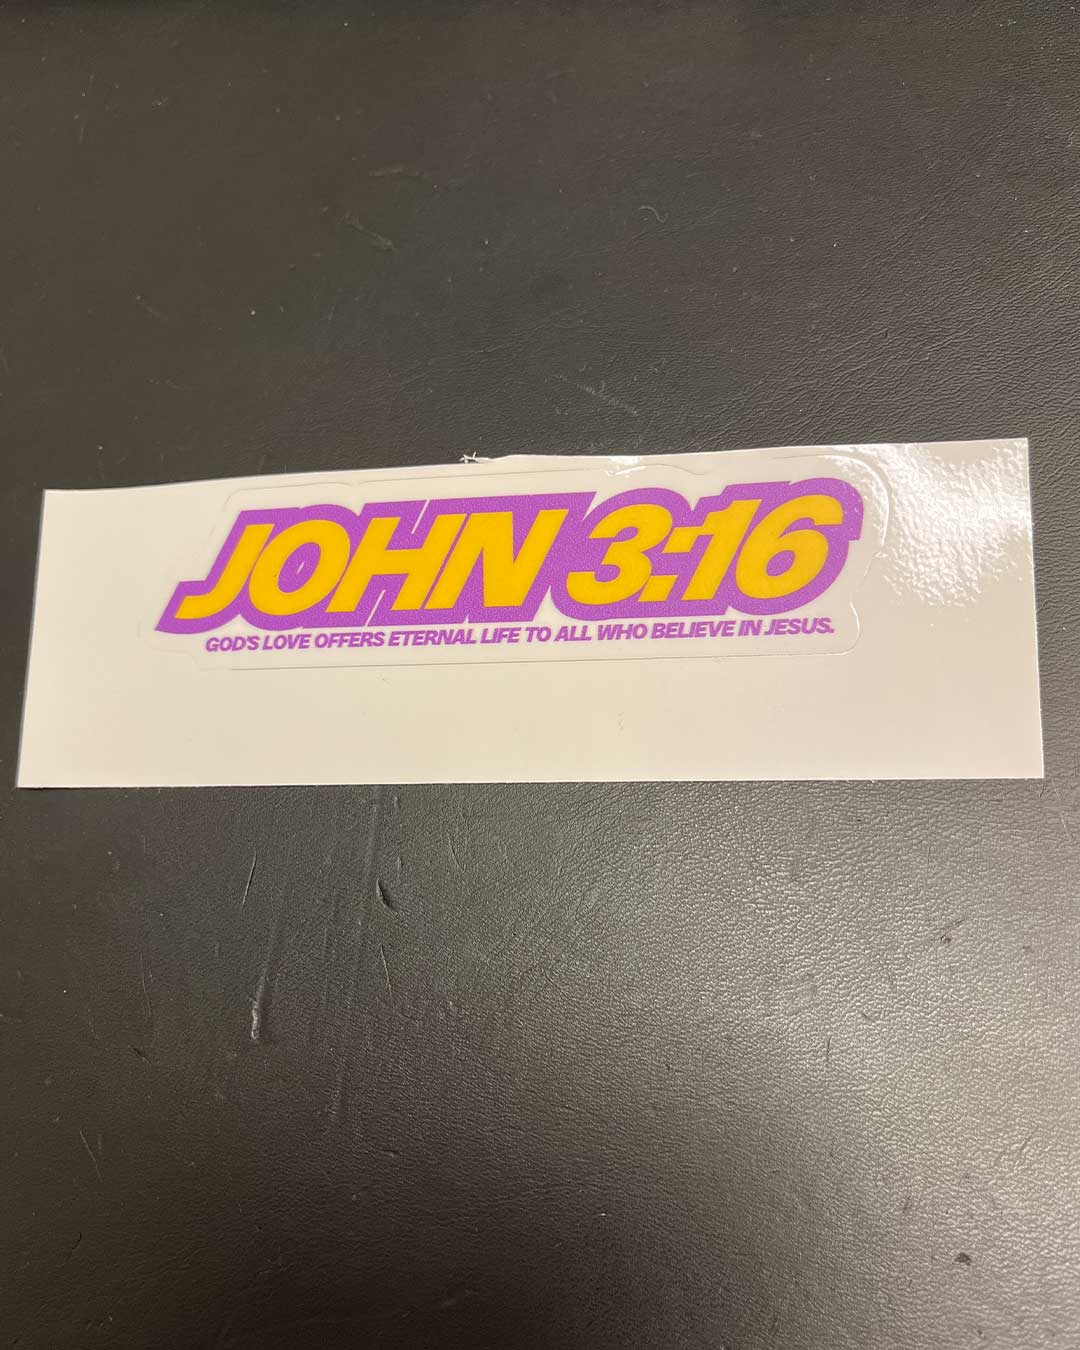 JOHN 3:16
GOD'S LOVE OFFERS ETERNAL LIFE TO ALL WHO BELIEVE IN JESUS.